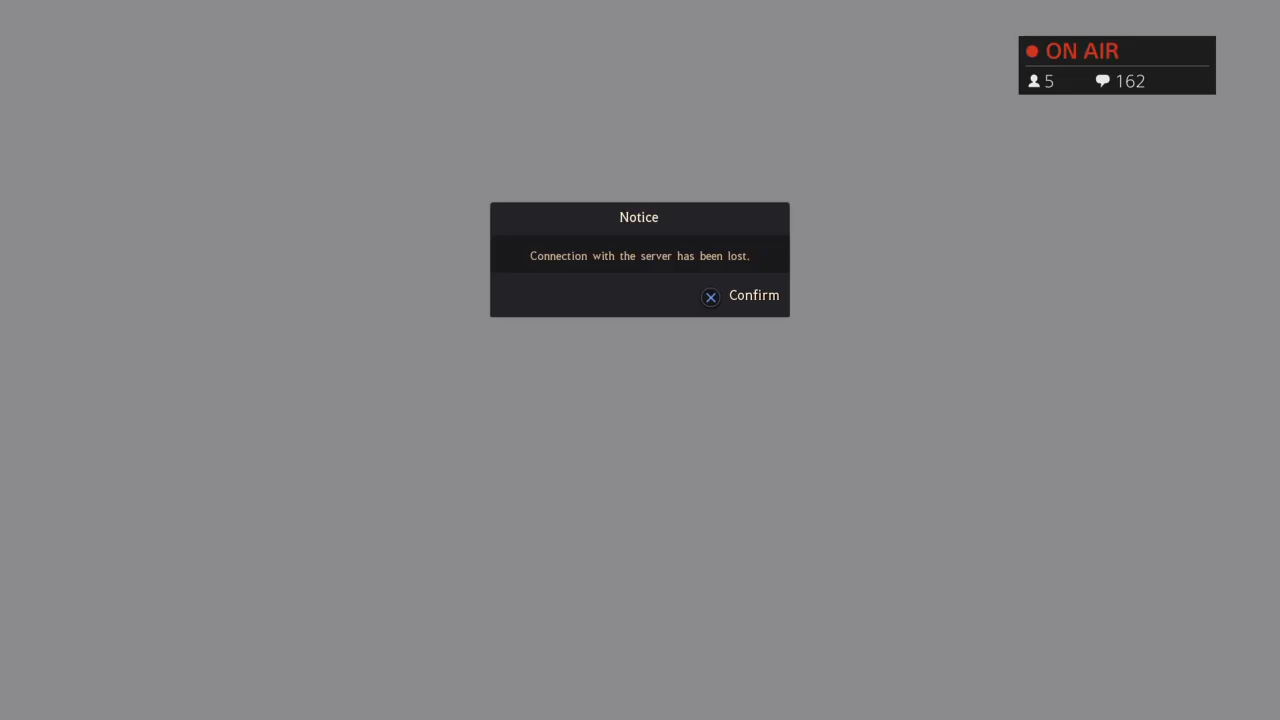 ON AIR
5 162
Notice
Connection with the server has been lost.
Confirm